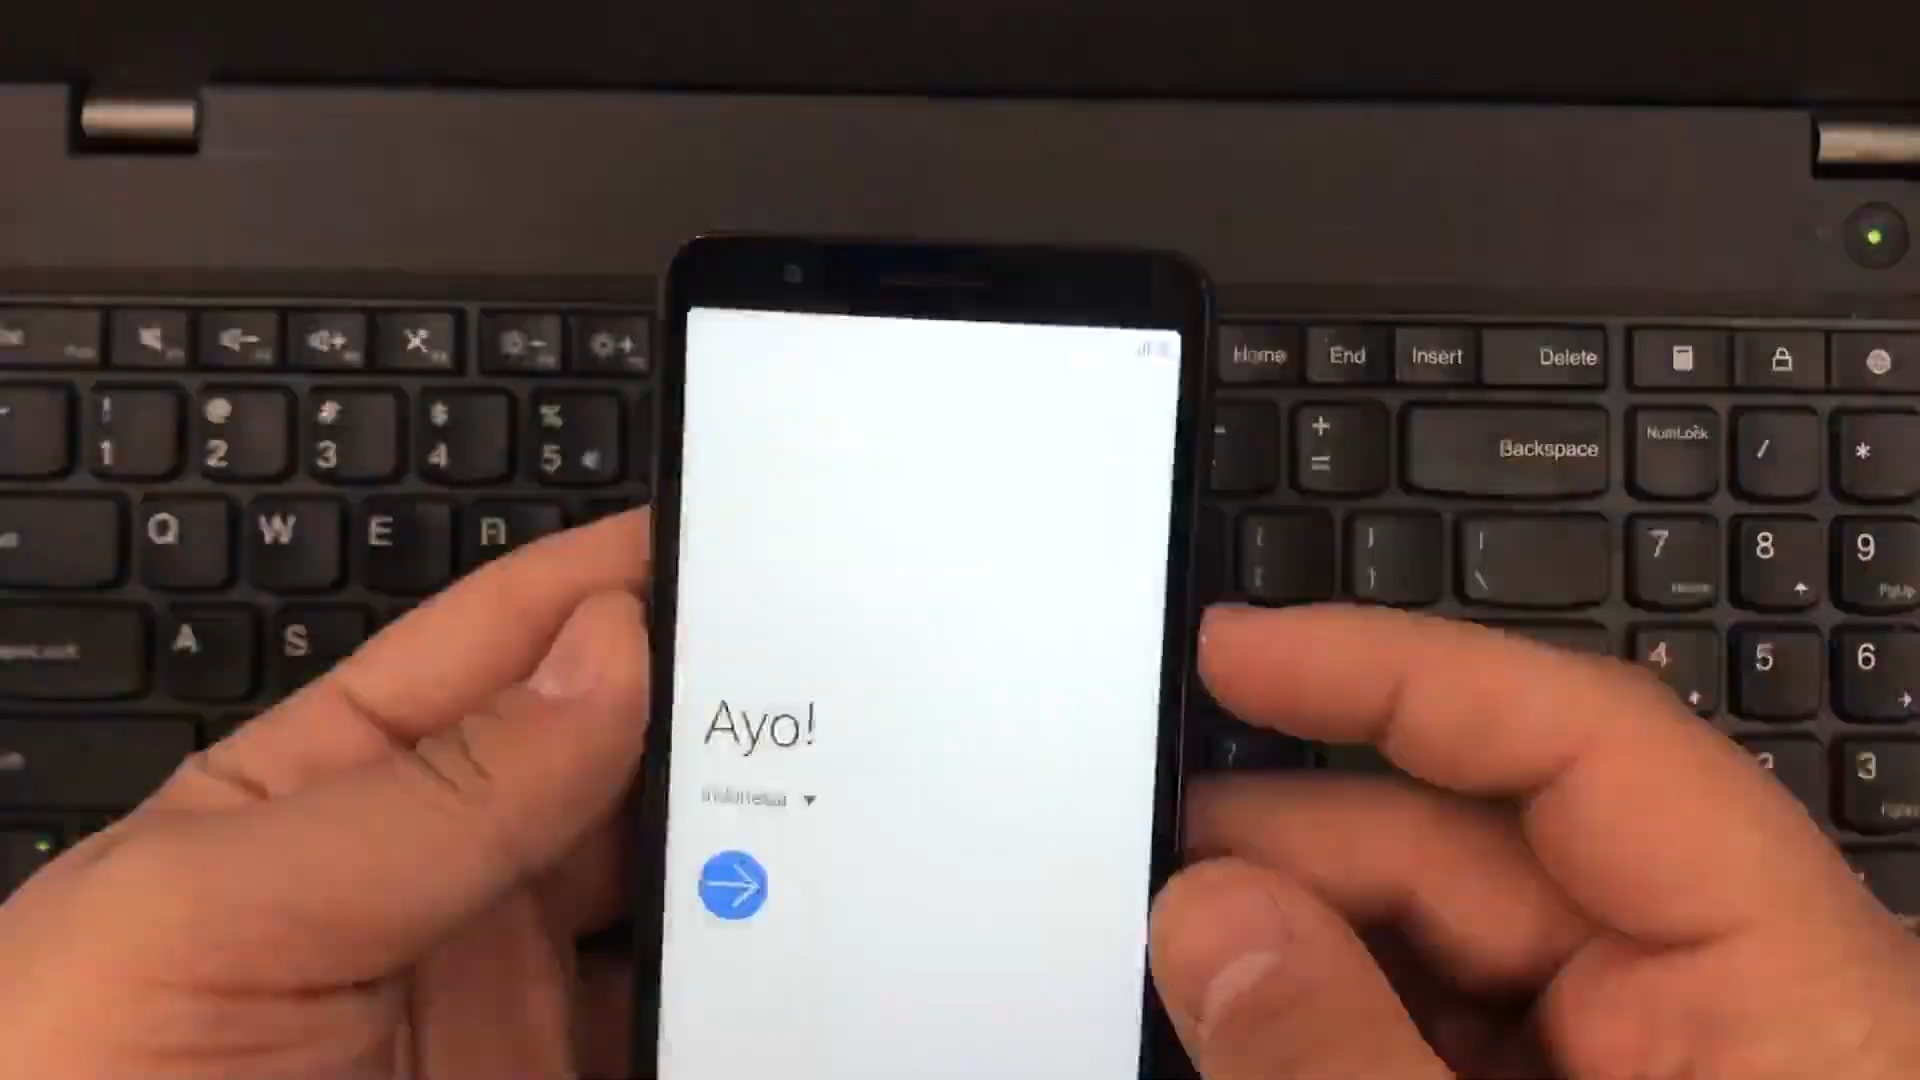 Home End Insert Delete
! @ # $ %
1 2 3 4 5
+
=
Backspace
NumLock / *
Q W E R
7 8 9
PgUp
A S
4 5 6
3
Ayo!
Indonesia